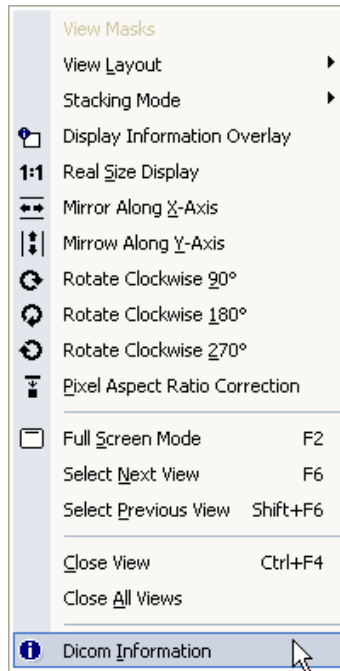 View Masks
View Layout
Stacking Mode
Display Information Overlay
1:1 Real Size Display
Mirror Along X-Axis
Mirrow Along Y-Axis
Rotate Clockwise 90°
Rotate Clockwise 180°
Rotate Clockwise 270°
Pixel Aspect Ratio Correction
Full Screen Mode F2
Select Next View F6
Select Previous View Shift+F6
Close View Ctrl+F4
Close All Views
Dicom Information